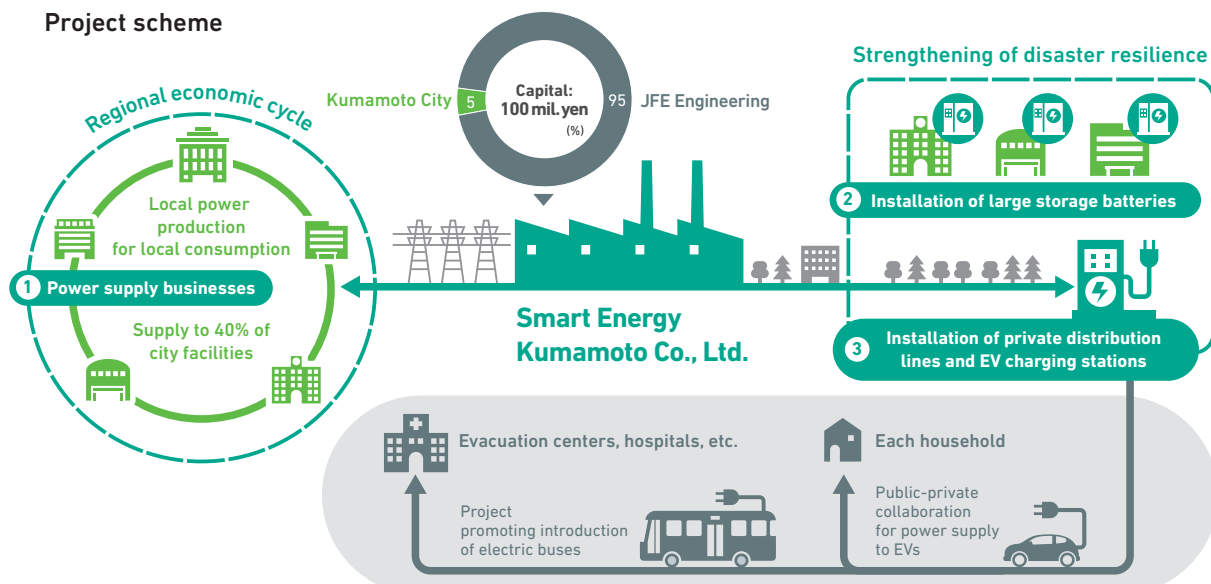 Project scheme
Kumamoto City
5
Capital:
100 mil. yen
(%)
95
JFE Engineering
Regional economic cycle
Local power
production
for local consumption
1 Power supply businesses
Supply to 40% of
city facilities
Smart Energy
Kumamoto Co., Ltd.
Strengthening of disaster resilience
2 Installation of large storage batteries
3 Installation of private distribution
lines and EV charging stations
Evacuation centers, hospitals, etc.
Project
promoting introduction
of electric buses
Each household
Public-private
collaboration
for power supply
to EVs